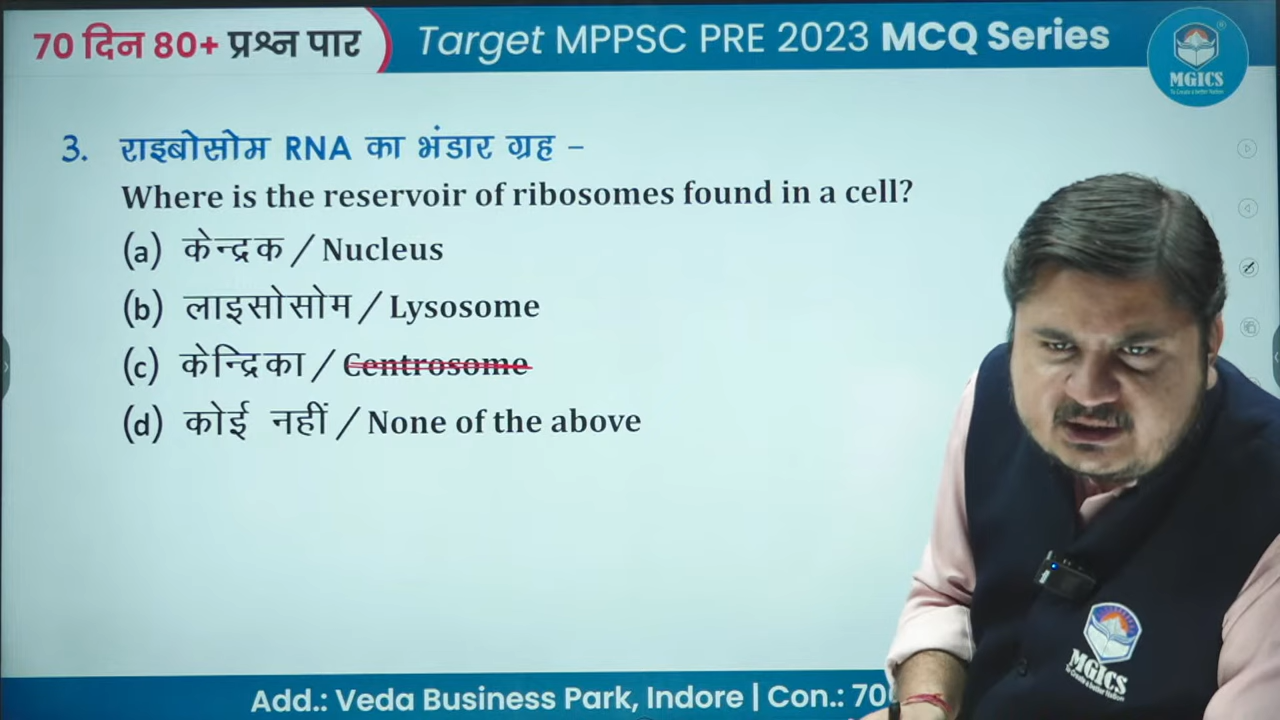 70 दिन 80+ प्रश्न पार
Target MPPSC PRE 2023 MCQ Series
MGICS
3. राइबोसोम RNA का भंडार ग्रह –
Where is the reservoir of ribosomes found in a cell?
(a) केन्द्रक / Nucleus
(b) लाइसोसोम / Lysosome
(c) केन्द्रिका / Centrosome
(d) कोई नहीं / None of the above
MGICS
Add.: Veda Business Park, Indore | Con.: 70